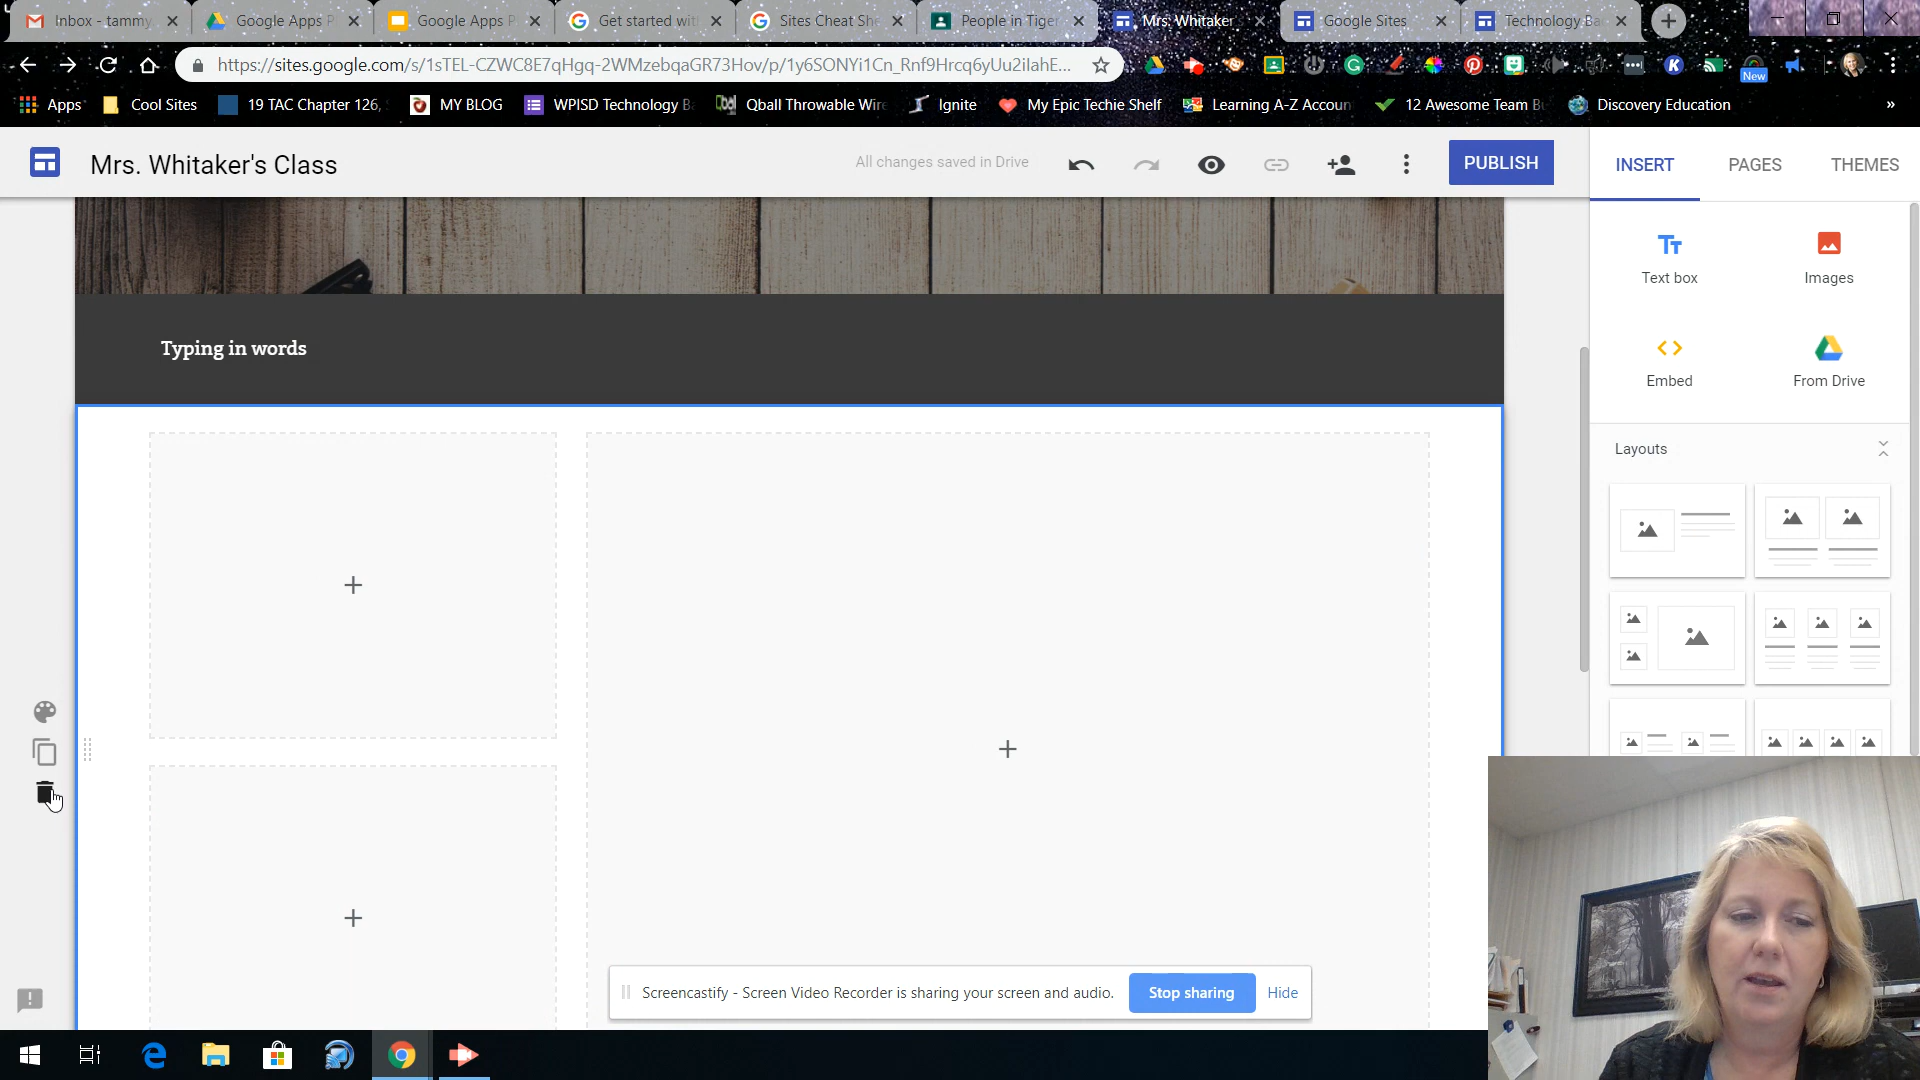 Inbox - tammy
Google Apps P
Google Apps P
Get started wit
Sites Cheat She
People in Tiger
Mrs. Whitaker
Google Sites
Technology Ba
https://sites.google.com/s/1sTEL-CZWC8E7qHgq-2WMzebqaGR73Hov/p/1y6SONYi1Cn_Rnf9Hrcq6yUu2iIahE...
New
Apps
Cool Sites
19 TAC Chapter 126,
MY BLOG
WPISD Technology Ba
Qball Throwable Wire
Ignite
My Epic Techie Shelf
Learning A-Z Accoun
12 Awesome Team Bu
Discovery Education
»
Mrs. Whitaker's Class
All changes saved in Drive
PUBLISH
INSERT
PAGES
THEMES
Text box
Images
Embed
From Drive
Layouts
Typing in words
Screencastify - Screen Video Recorder is sharing your screen and audio.
Stop sharing
Hide